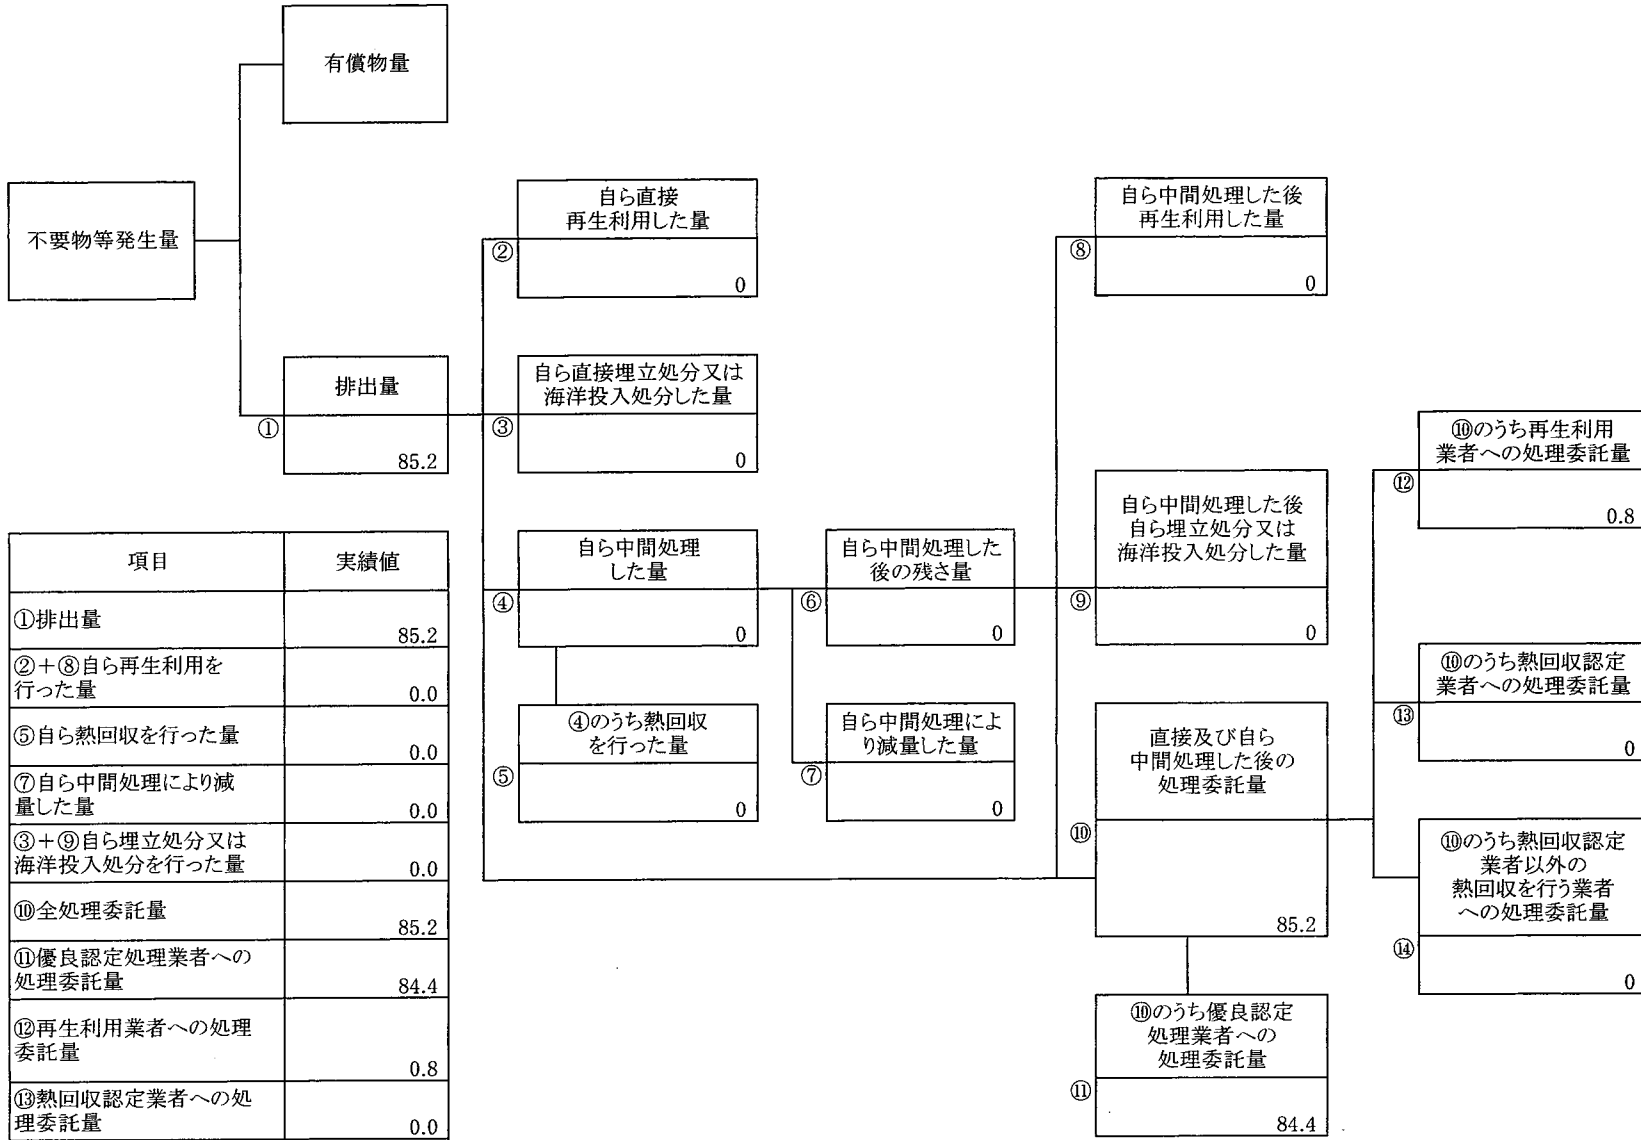 有償物量
不要物等発生量
排出量
①
85.2
自ら直接
再生利用した量
②
0
自ら直接埋立処分又は
海洋投入処分した量
③
0
自ら中間処理
した量
④
0
④のうち熱回収
を行った量
⑤
0
自ら中間処理した
後の残さ量
⑥
0
自ら中間処理によ
り減量した量
⑦
0
自ら中間処理した後
再生利用した量
⑧
0
自ら中間処理した後
自ら埋立処分又は
海洋投入処分した量
⑨
0
直接及び自ら
中間処理した後の
処理委託量
⑩
85.2
⑩のうち優良認定
処理業者への
処理委託量
⑪
84.4
⑩のうち再生利用
業者への処理委託量
⑫
0.8
⑩のうち熱回収認定
業者への処理委託量
⑬
0
⑩のうち熱回収認定
業者以外の
熱回収を行う業者
への処理委託量
⑭
0
項目 実績値
①排出量
85.2
②+⑧自ら再生利用を
行った量 0.0
⑤自ら熱回収を行った量
0.0
⑦自ら中間処理により減
量した量 0.0
③+⑨自ら埋立処分又は
海洋投入処分を行った量 0.0
⑩全処理委託量
85.2
⑪優良認定処理業者への
処理委託量 84.4
⑫再生利用業者への処理
委託量
0.8
⑬熱回収認定業者への処
理委託量 0.0